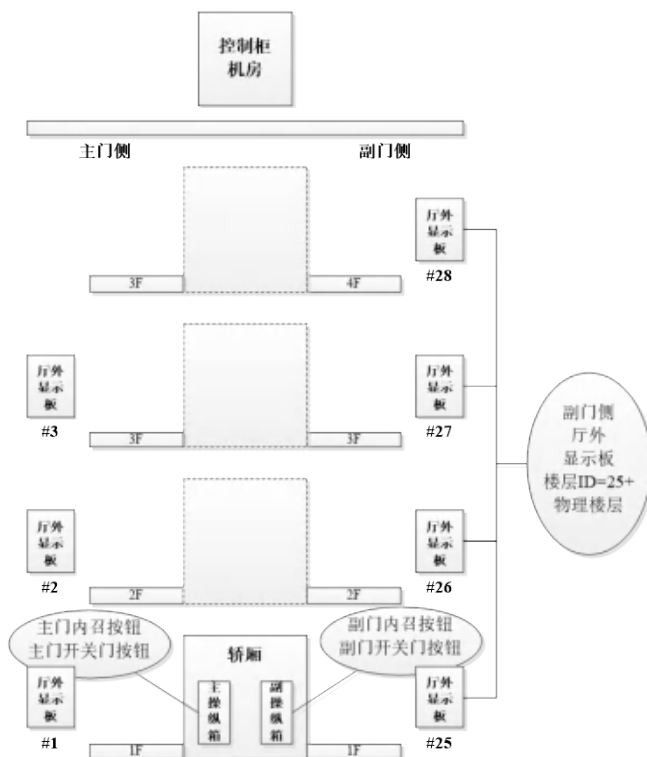 控制柜
机房
主门侧
副门侧
厅外
显示
板
#28
3F
4F
厅外
显示
板
#3
厅外
显示
板
#27
3F
3F
副门侧
厅外
显示板
楼层ID=25+
物理楼层
厅外
显示
板
#2
厅外
显示
板
#26
2F
2F
主门内召按钮
主门开关门按钮
副门内召按钮
副门开关门按钮
轿厢
厅外
显示
板
#1
主
操
纵
箱
副
操
纵
箱
厅外
显示
板
#25
1F
1F